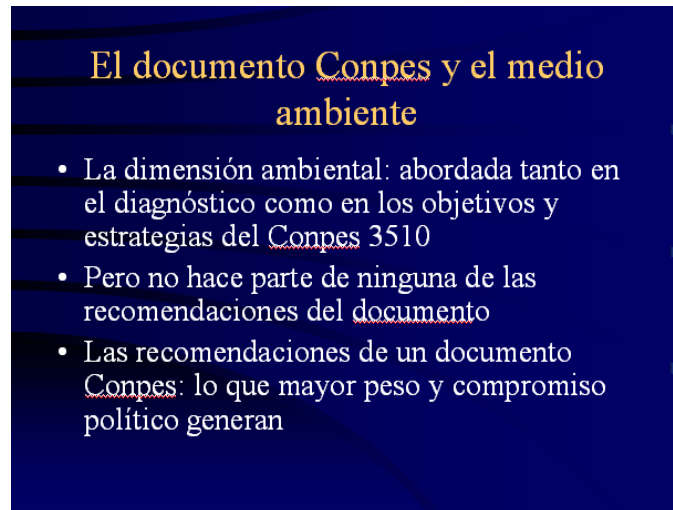 El documento Conpes y el medio
ambiente
• La dimensión ambiental: abordada tanto en
el diagnóstico como en los objetivos y
estrategias del Conpes 3510
• Pero no hace parte de ninguna de las
recomendaciones del documento
• Las recomendaciones de un documento
Conpes: lo que mayor peso y compromiso
político generan